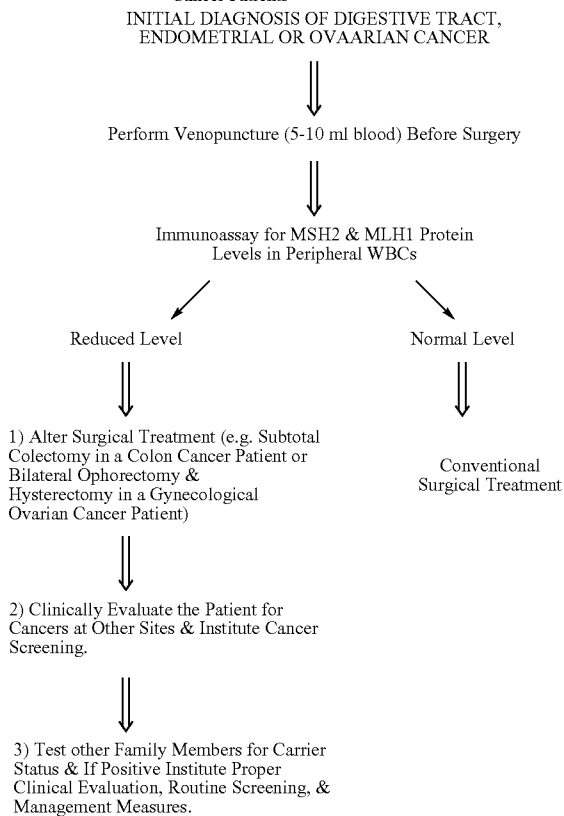 INITIAL DIAGNOSIS OF DIGESTIVE TRACT,
ENDOMETRIAL OR OVAARIAN CANCER
Perform Venopuncture (5-10 ml blood) Before Surgery
Immunoassay for MSH2 & MLH1 Protein
Levels in Peripheral WBCs
Reduced Level
Normal Level
1) Alter Surgical Treatment (e.g. Subtotal
Colectomy in a Colon Cancer Patient or
Bilateral Ophorectomy &
Hysterectomy in a Gynecological
Ovarian Cancer Patient)
Conventional
Surgical Treatment
2) Clinically Evaluate the Patient for
Cancers at Other Sites & Institute Cancer
Screening.
3) Test other Family Members for Carrier
Status & If Positive Institute Proper
Clinical Evaluation, Routine Screening, &
Management Measures.